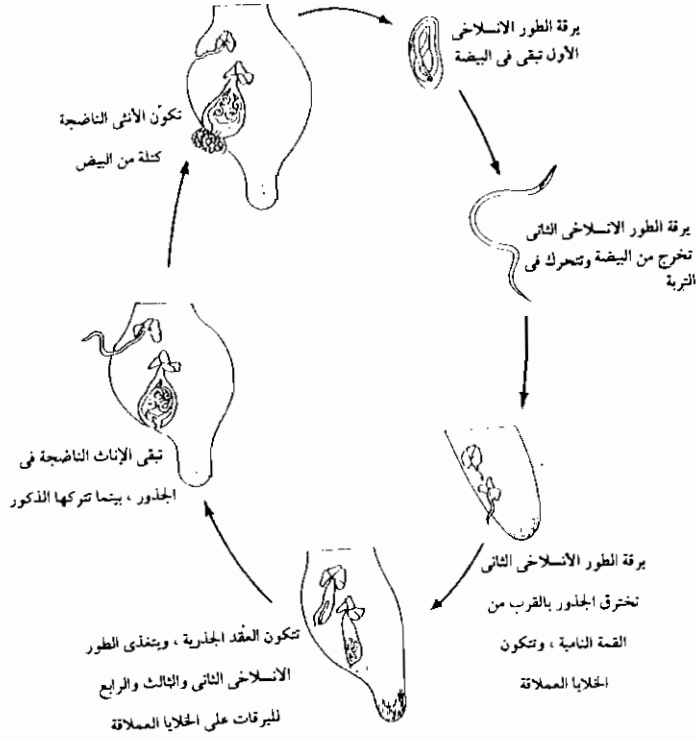 يرقة الطور الانسلاخى
الأول تبقى فى البيضة
يرقة الطور الانسلاخى الثانى
تخرج من البيضة وتتحرك فى
التربة
يرقة الطور الانسلاخى الثانى
تخترق الجذور بالقرب من
القمة النامية ، وتتكون
الخلايا العملاقة
تتكون العقد الجذرية ، ويتغذى الطور
الانسلاخى الثانى والثالث والرابع
لليرقات على الخلايا العملاقة
تبقى الإناث الناضجة فى
الجذور ، بينما تتركها الذكور
تكوّن الأنثى الناضجة
كتلة من البيض